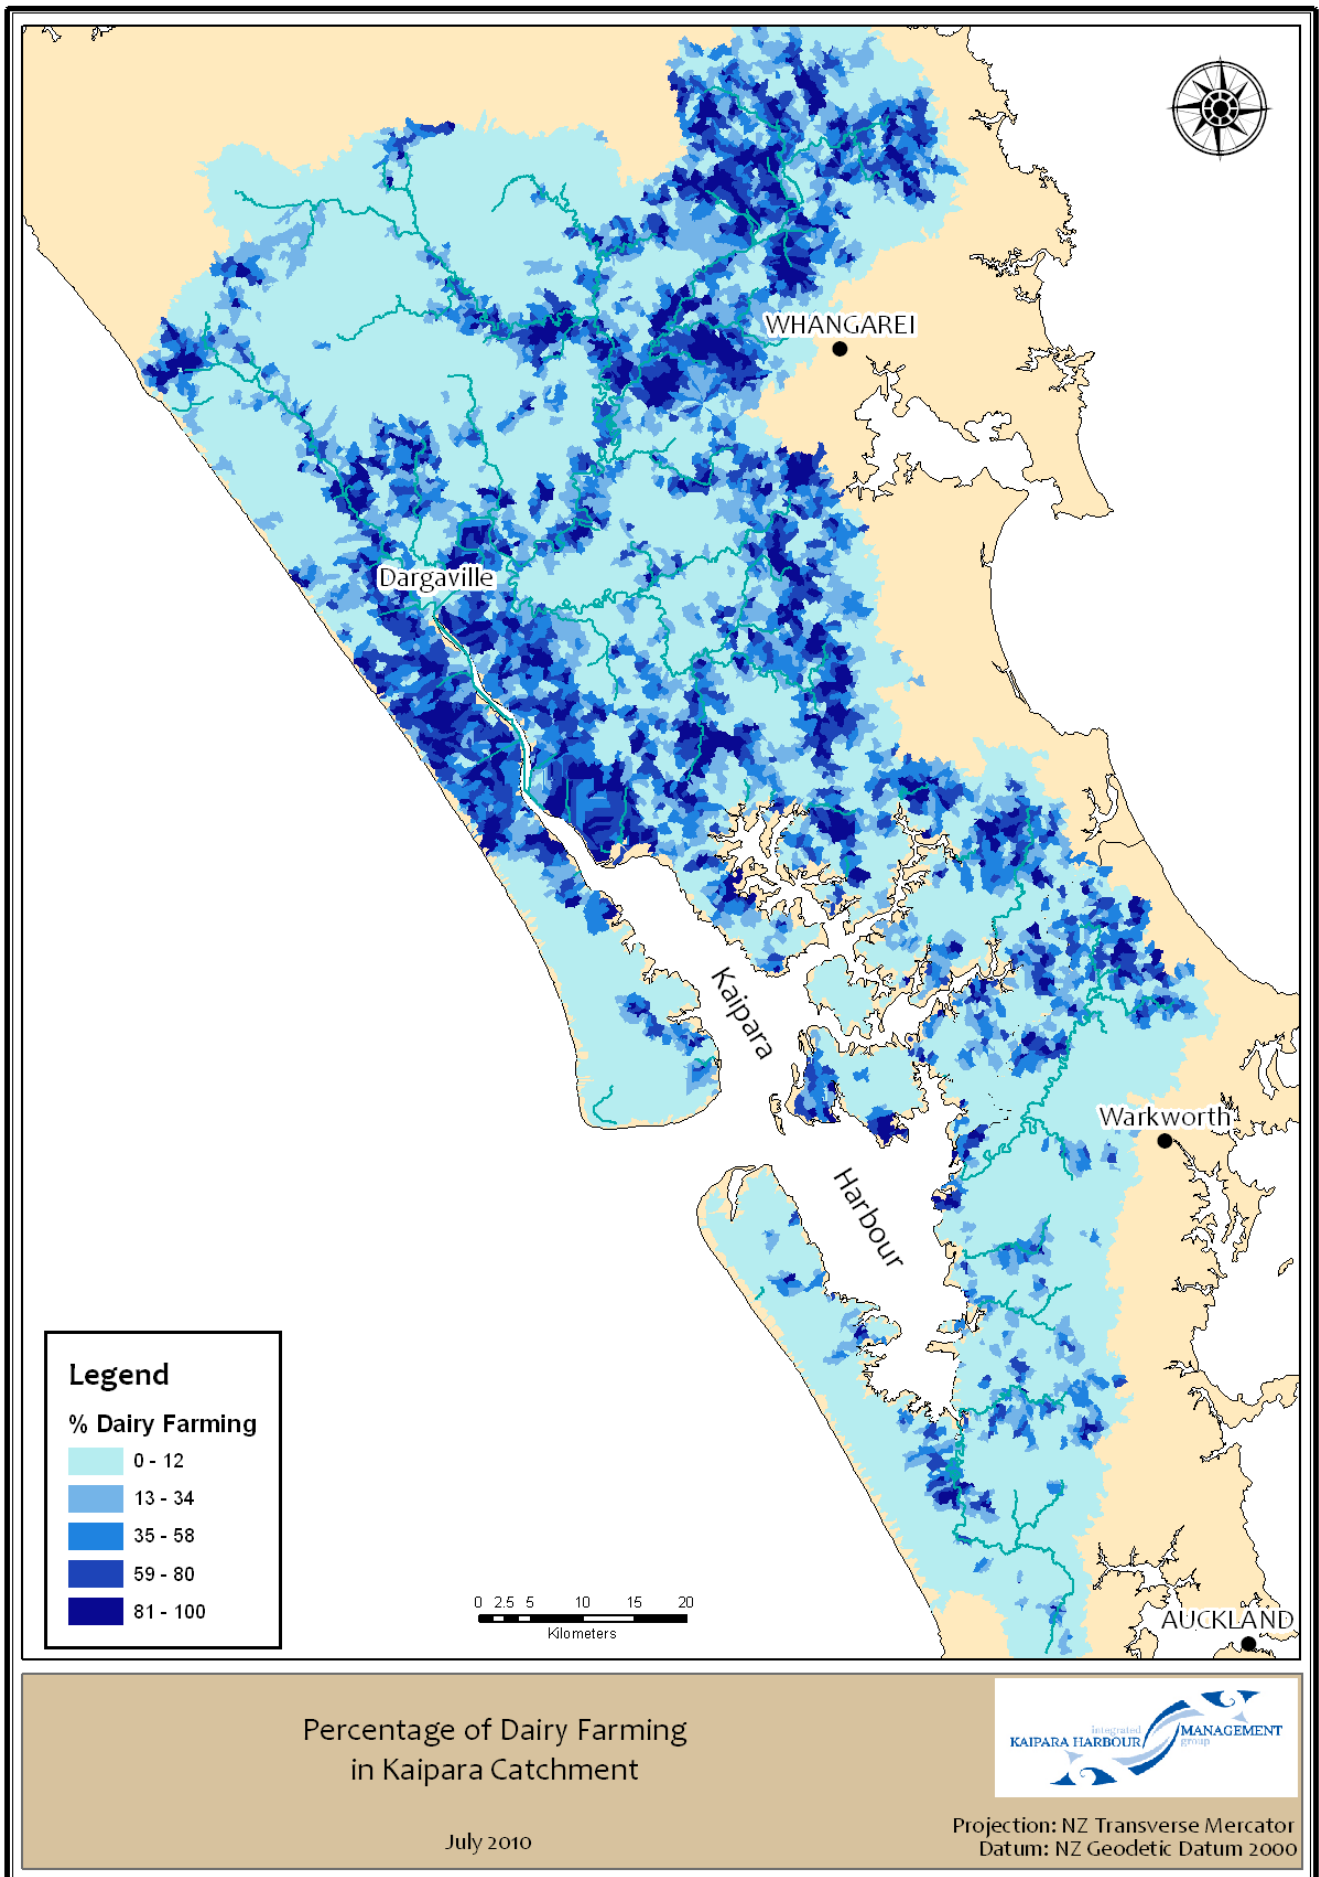 WHANGAREI
Dargaville
Kaipara
Harbour
Warkworth
AUCKLAND
Legend
% Dairy Farming
0 - 12
13 - 34
35 - 58
59 - 80
81 - 100
0 2.5 5 10 15 20
Kilometers
Percentage of Dairy Farming
in Kaipara Catchment
July 2010
integrated
KAIPARA HARBOUR MANAGEMENT
group
Projection: NZ Transverse Mercator
Datum: NZ Geodetic Datum 2000